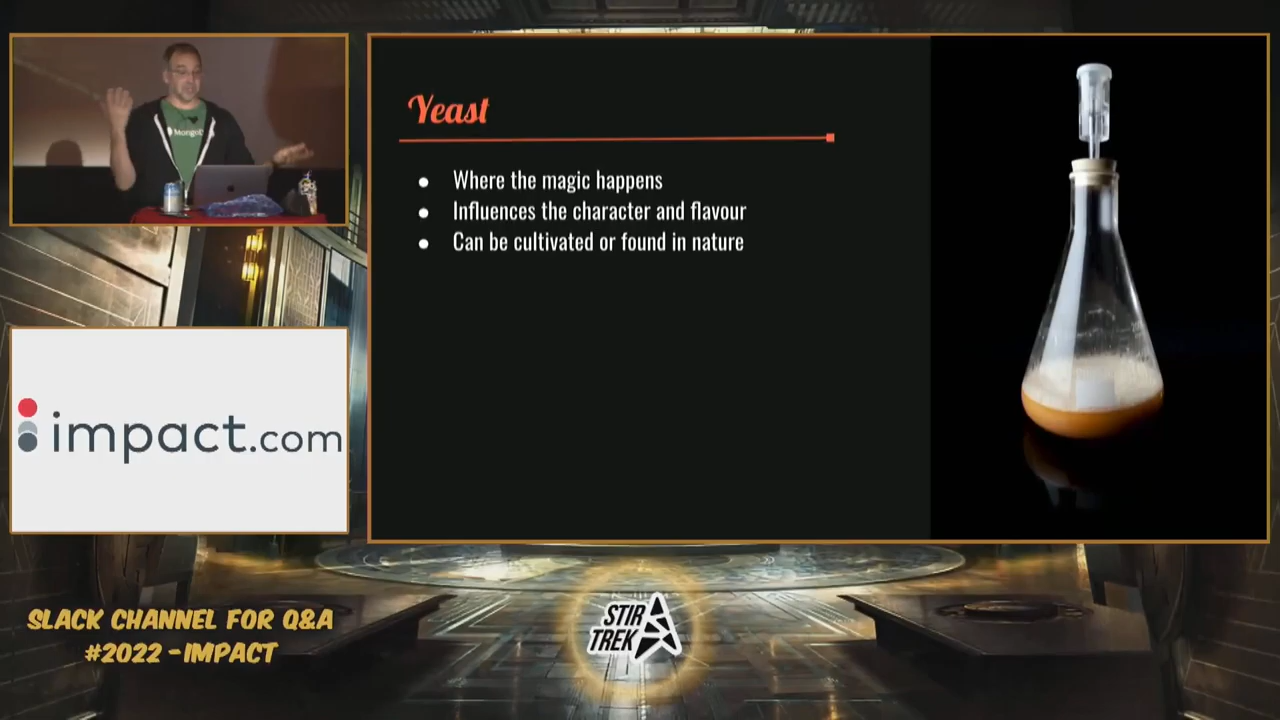 Yeast
Where the magic happens
Influences the character and flavour
Can be cultivated or found in nature
impact.com
SLACK CHANNEL FOR Q&A
#2022 - IMPACT
STIR
TREK